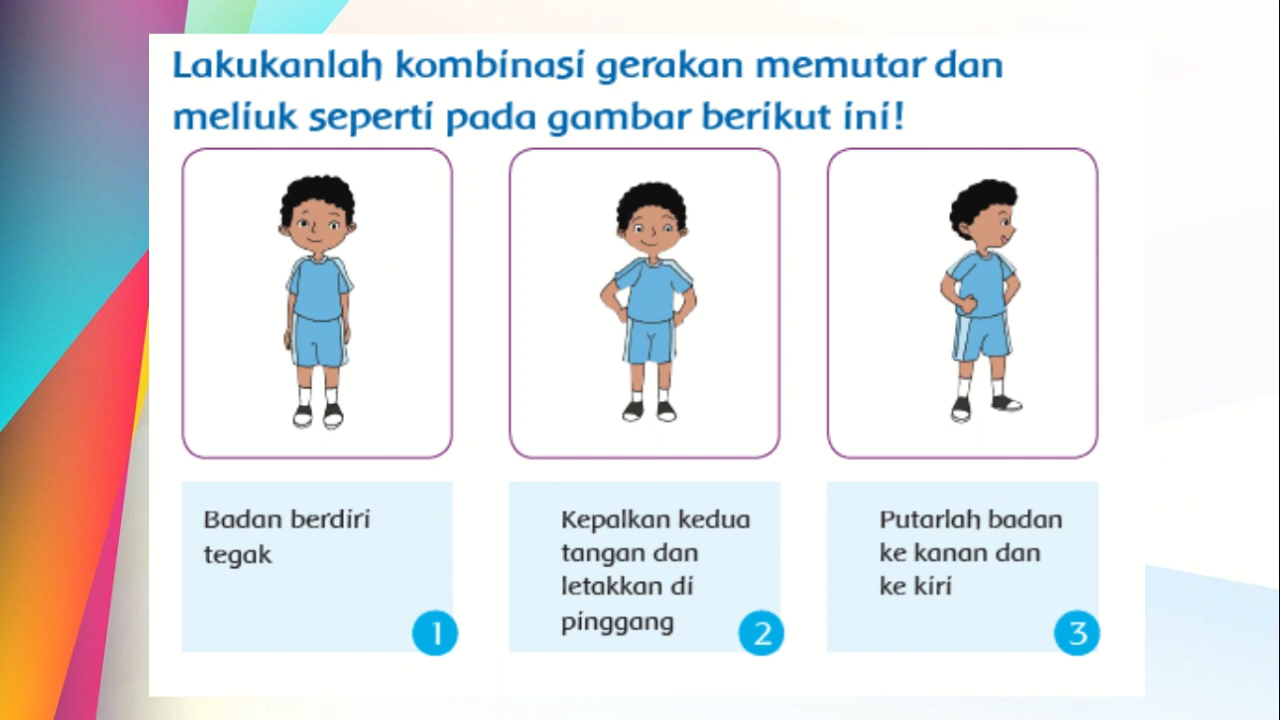 Lakukanlah kombinasi gerakan memutar dan
meliuk seperti pada gambar berikut ini!
Badan berdiri
tegak
1
Kepalkan kedua
tangan dan
letakkan di
pinggang
2
Putarlah badan
ke kanan dan
ke kiri
3